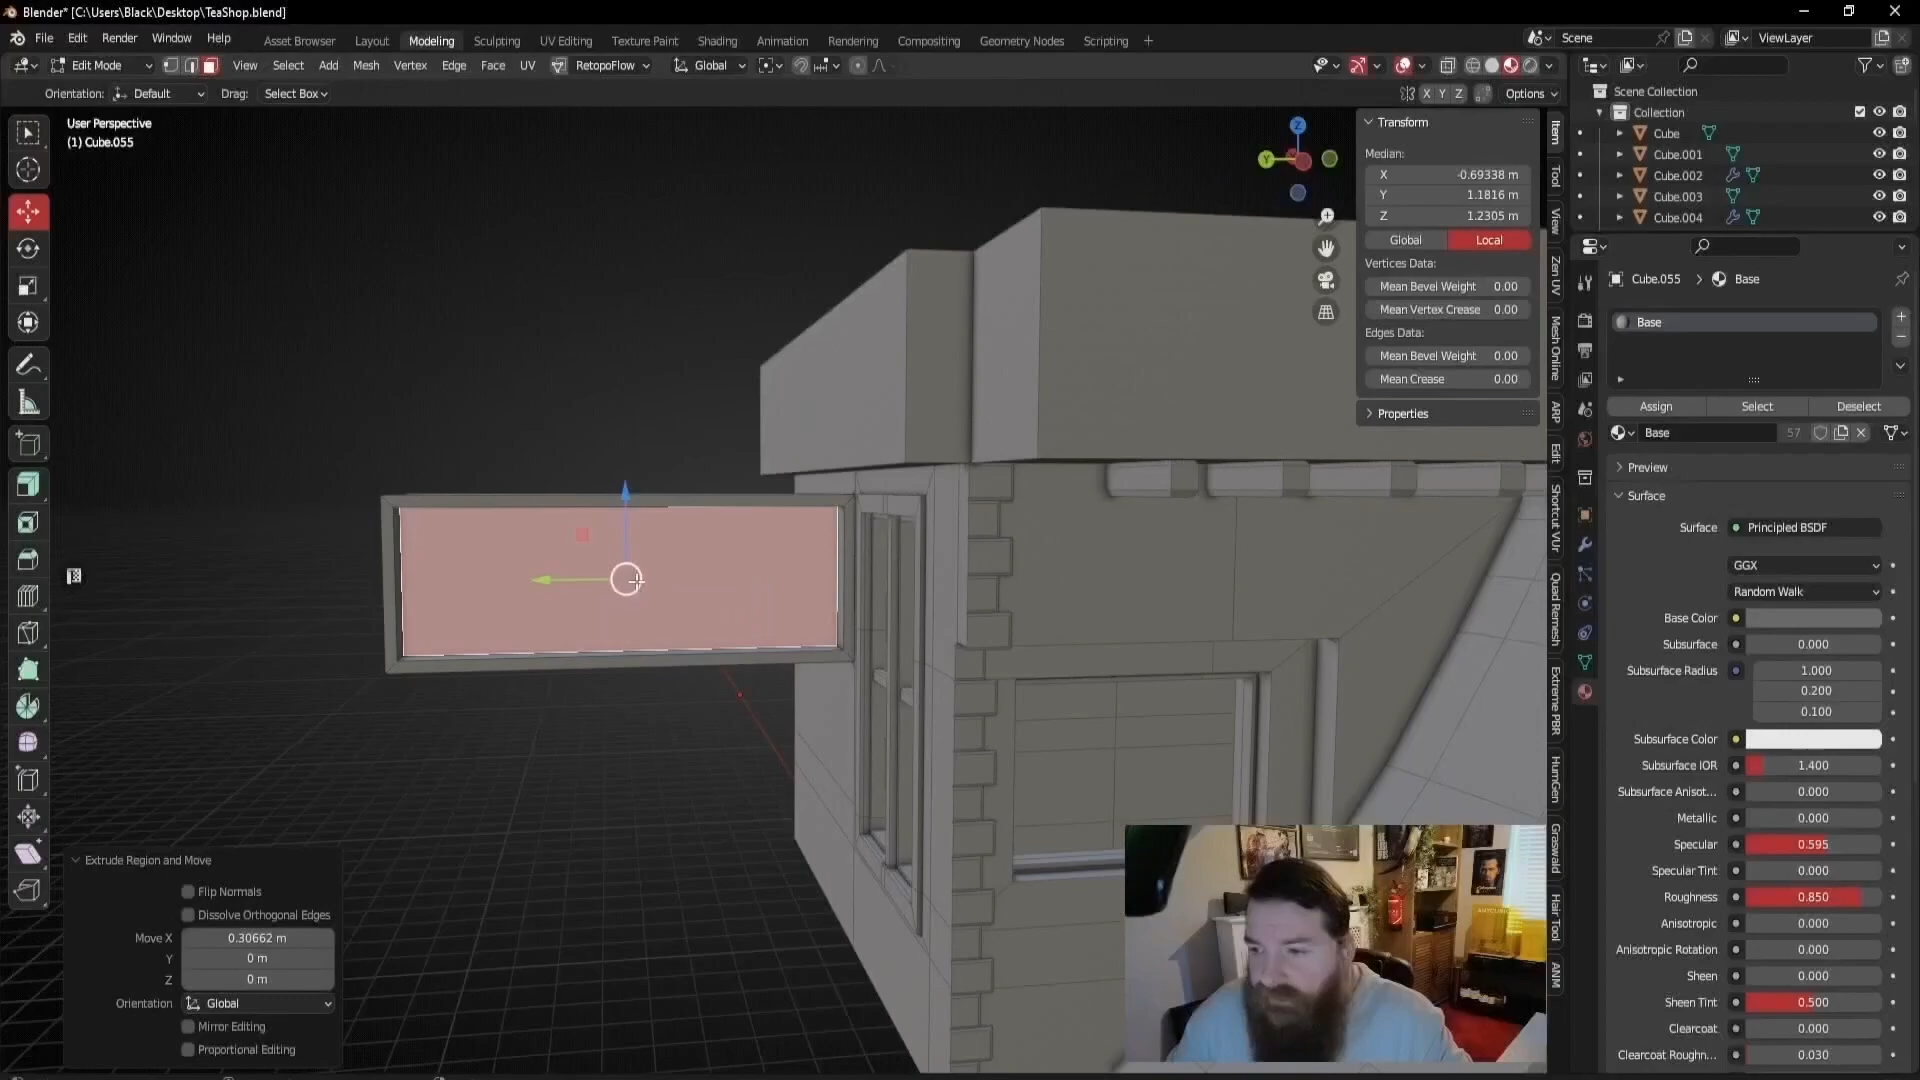 Blender* [C:\Users\Black\Desktop\TeaShop.blend]
File Edit Render Window Help Asset Browser Layout Modeling Sculpting UV Editing Texture Paint Shading Animation Rendering Compositing Geometry Nodes Scripting + Scene ViewLayer
Edit Mode View Select Add Mesh Vertex Edge Face UV RetopoFlow Global
Orientation: Default Drag: Select Box X Y Z Options
User Perspective
(1) Cube.055
Z
Y
Transform
Median:
X -0.69338 m
Y 1.1816 m
Z 1.2305 m
Global Local
Vertices Data:
Mean Bevel Weight 0.00
Mean Vertex Crease 0.00
Edges Data:
Mean Bevel Weight 0.00
Mean Crease 0.00
Properties
Item
Tool
View
Zen UV
Mesh Online
ARP
Edit
Shortcut VUr
Quad Remesh
Extreme PBR
HumGen
Graswald
Hair Tool
ANM
Scene Collection
Collection
Cube
Cube.001
Cube.002
Cube.003
Cube.004
Cube.055 > Base
Base
Assign Select Deselect
Base 57
Preview
Surface
Surface Principled BSDF
GGX
Random Walk
Base Color
Subsurface 0.000
Subsurface Radius 1.000
0.200
0.100
Subsurface Color
Subsurface IOR 1.400
Subsurface Anisot... 0.000
Metallic 0.000
Specular 0.595
Specular Tint 0.000
Roughness 0.850
Anisotropic 0.000
Anisotropic Rotation 0.000
Sheen 0.000
Sheen Tint 0.500
Clearcoat 0.000
Clearcoat Roughn... 0.030
Extrude Region and Move
Flip Normals
Dissolve Orthogonal Edges
Move X 0.30662 m
Y 0 m
Z 0 m
Orientation Global
Mirror Editing
Proportional Editing